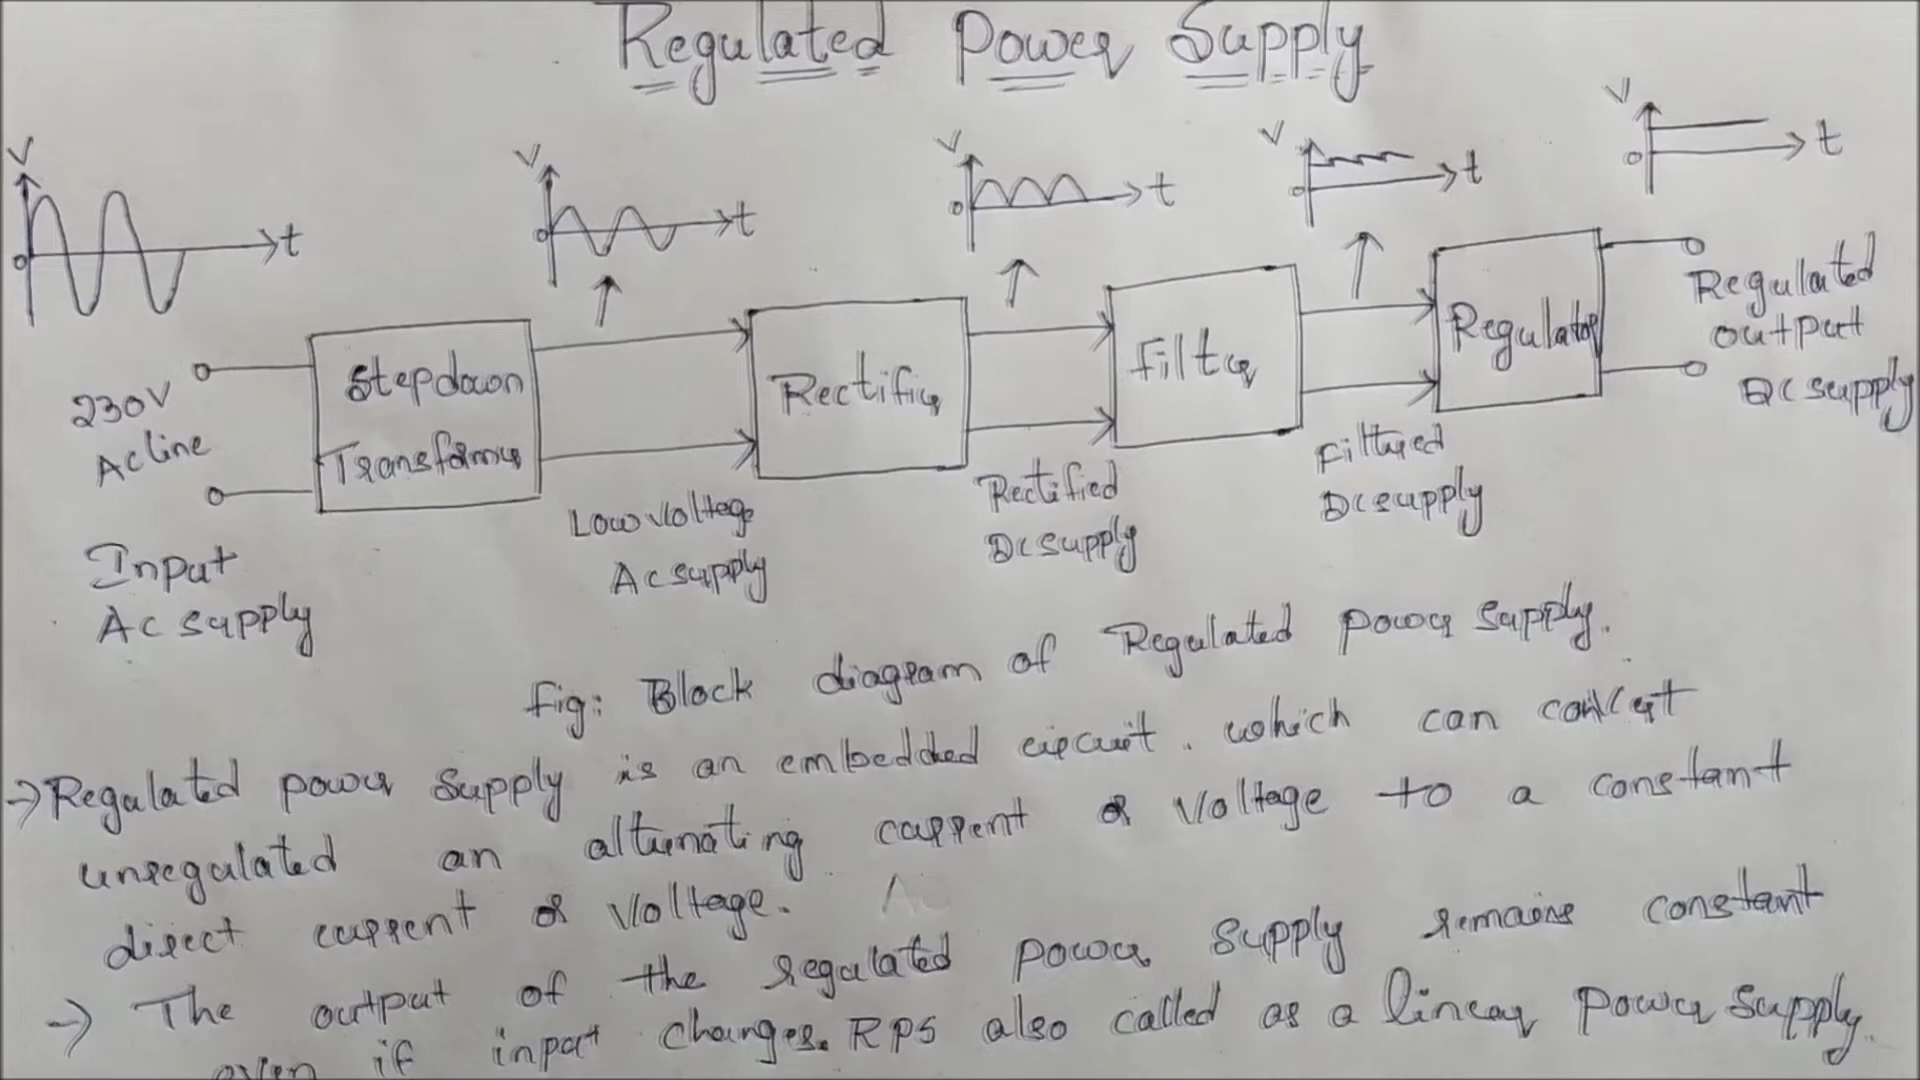 Regulated Power Supply
V
t
0
V
t
0
V
t
0
V
t
0
V
t
0
230V
Ac line
Input
Ac supply
Stepdown
Transformer
Low Voltage
Ac supply
Rectifier
Rectified
Dc supply
Filter
Filtered
Dc supply
Regulator
Regulated
output
Dc supply
fig: Block diagram of Regulated power supply.
→ Regulated power supply is an embedded circuit. which can convert
unregulated an alternating current or Voltage to a constant
direct current or Voltage.
→ The output of the regulated power supply remains constant
even if input changes. RPS also called as a linear power supply.